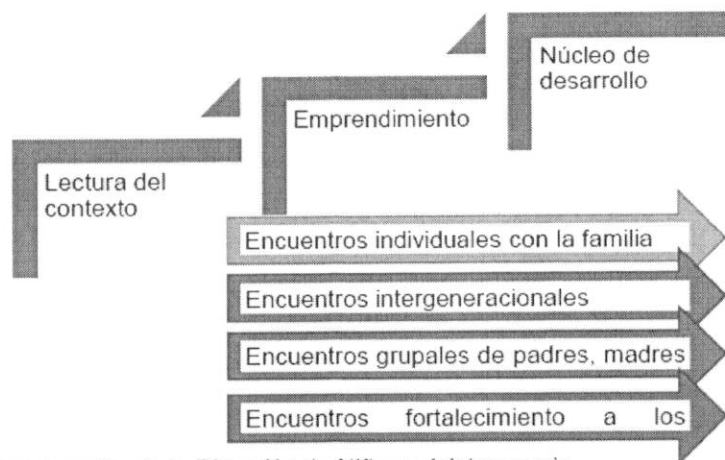 Núcleo de
desarrollo
Emprendimiento
Lectura del
contexto
Encuentros individuales con la familia
Encuentros intergeneracionales
Encuentros grupales de padres, madres
Encuentros fortalecimiento a los